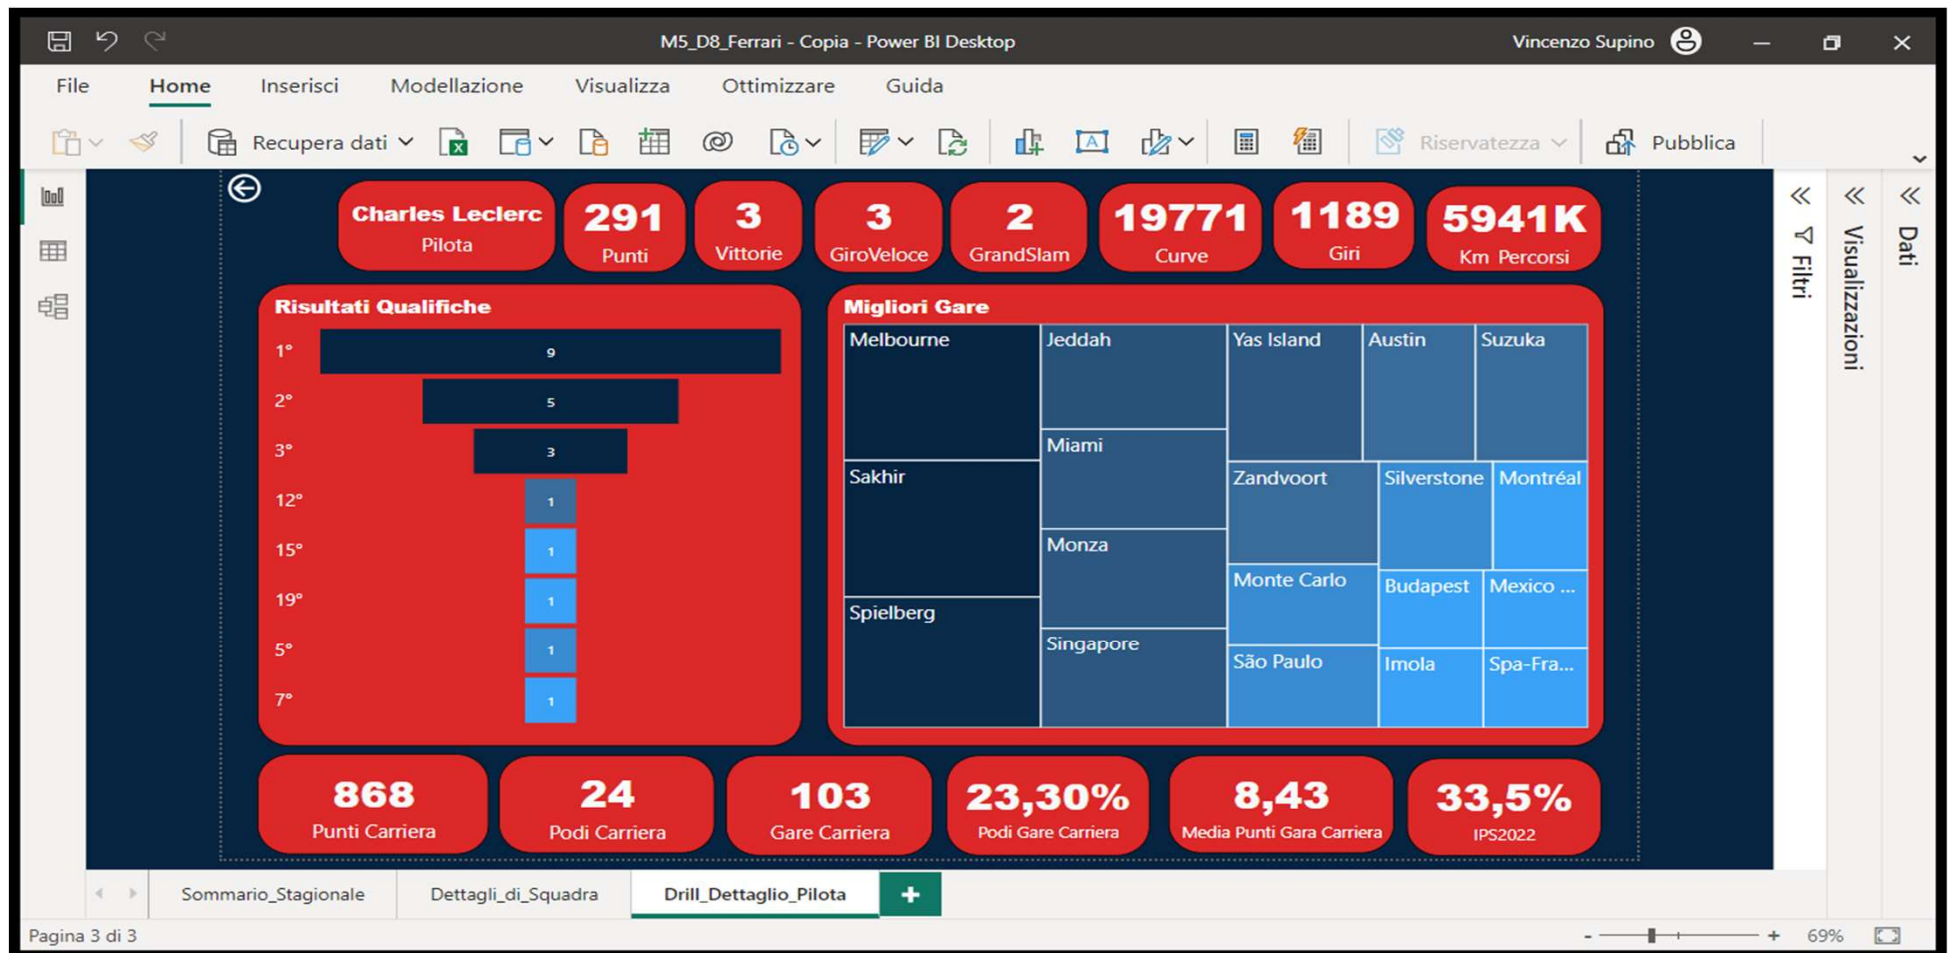 M5_D8_Ferrari - Copia - Power BI Desktop
Vincenzo Supino
File Home Inserisci Modellazione Visualizza Ottimizzare Guida
Recupera dati
Riservatezza
Pubblica
Charles Leclerc
Pilota
291
Punti
3
Vittorie
3
GiroVeloce
2
GrandSlam
19771
Curve
1189
Giri
5941K
Km Percorsi
Filtri
Visualizzazioni
Dati
Risultati Qualifiche
1° 9
2° 5
3° 3
12° 1
15° 1
19° 1
5° 1
7° 1
Migliori Gare
Melbourne
Sakhir
Spielberg
Jeddah
Miami
Monza
Singapore
Yas Island
Austin
Suzuka
Zandvoort
Monte Carlo
São Paulo
Silverstone
Montréal
Budapest
Mexico ...
Imola
Spa-Fra...
868
Punti Carriera
24
Podi Carriera
103
Gare Carriera
23,30%
Podi Gare Carriera
8,43
Media Punti Gara Carriera
33,5%
IPS2022
Sommario_Stagionale Dettagli_di_Squadra Drill_Dettaglio_Pilota +
Pagina 3 di 3
- + 69%